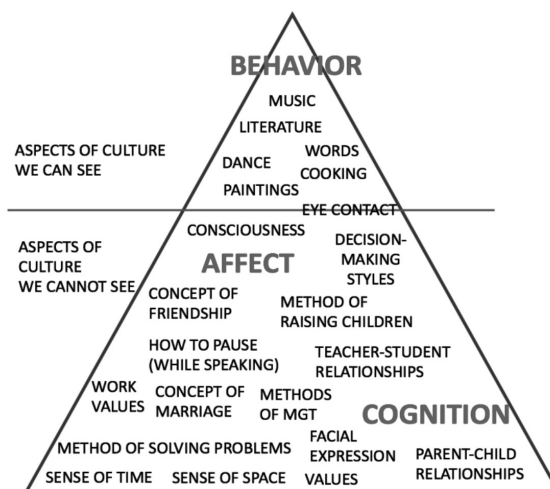 BEHAVIOR
MUSIC
LITERATURE
ASPECTS OF CULTURE
WE CAN SEE
DANCE
WORDS
COOKING
PAINTINGS
EYE CONTACT
CONSCIOUSNESS
ASPECTS OF
CULTURE
WE CANNOT SEE
DECISION-
MAKING
STYLES
AFFECT
CONCEPT OF
FRIENDSHIP
METHOD OF
RAISING CHILDREN
HOW TO PAUSE
(WHILE SPEAKING)
TEACHER-STUDENT
RELATIONSHIPS
WORK
VALUES
CONCEPT OF
MARRIAGE
METHODS
OF MGT
COGNITION
METHOD OF SOLVING PROBLEMS
FACIAL
EXPRESSION
PARENT-CHILD
RELATIONSHIPS
SENSE OF TIME
SENSE OF SPACE
VALUES